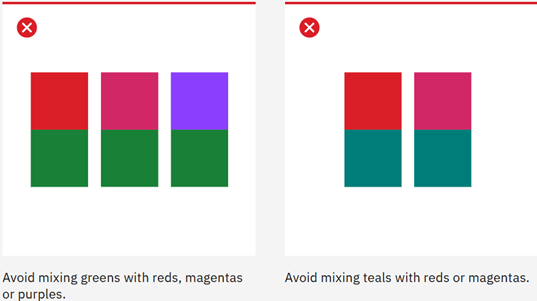 Avoid mixing greens with reds, magentas
or purples.
Avoid mixing teals with reds or magentas.